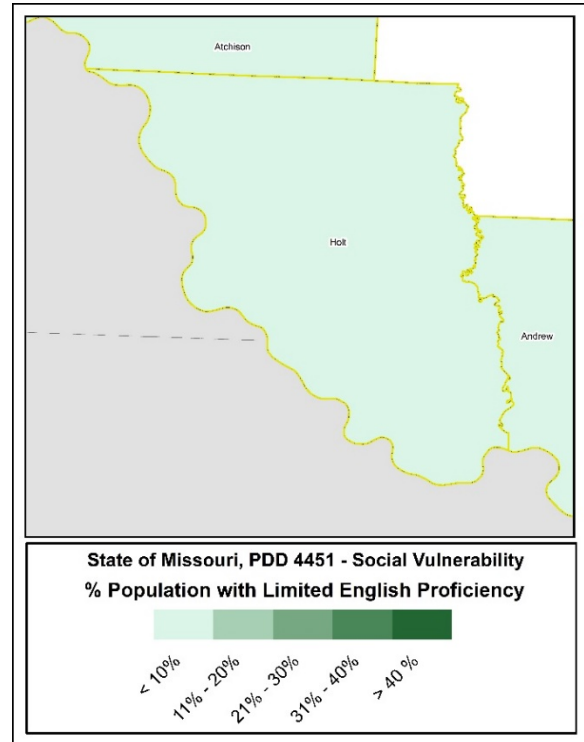 Atchison
Holt
Andrew
State of Missouri, PDD 4451 - Social Vulnerability
% Population with Limited English Proficiency
< 10%
11% - 20%
21% - 30%
31% - 40%
> 40 %